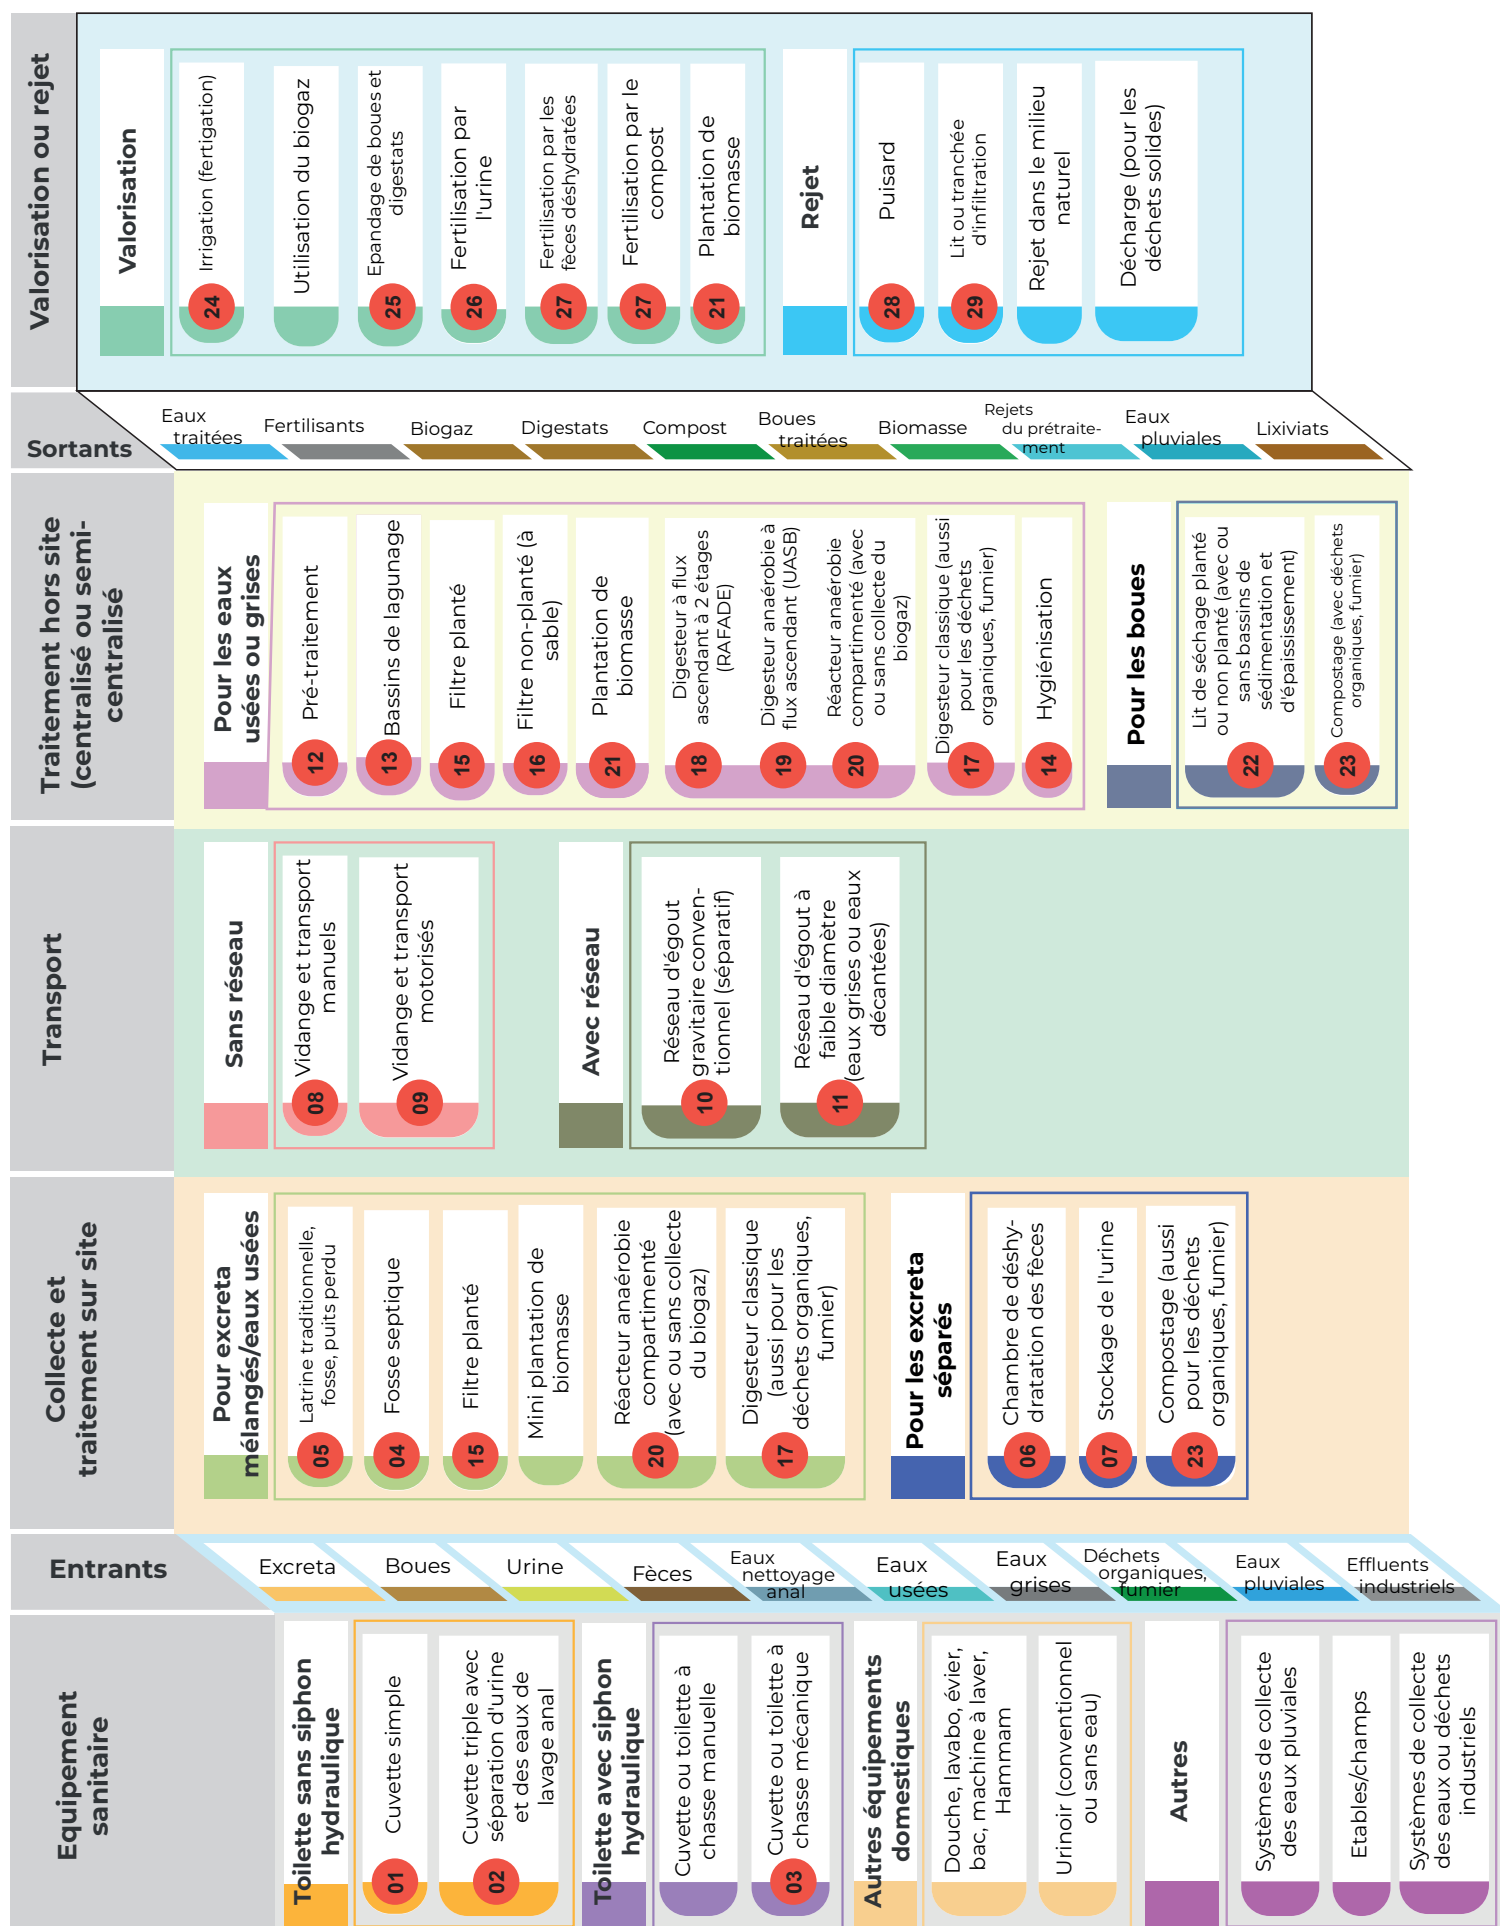 Equipement
sanitaire
Toilette sans siphon
hydraulique
01
Cuvette simple
02
Cuvette triple avec
séparation d'urine
et des eaux de
lavage anal
Toilette avec siphon
hydraulique
Cuvette ou toilette à
chasse manuelle
03
Cuvette ou toilette à
chasse mécanique
Autres équipements
domestiques
Douche, lavabo, évier,
bac, machine à laver,
Hammam
Urinoir (conventionnel
ou sans eau)
Autres
Systèmes de collecte
des eaux pluviales
Etables/champs
Systèmes de collecte
des eaux ou déchets
industriels
Entrants
Excreta
Boues
Urine
Fèces
Eaux
nettoyage
anal
Eaux
usées
Eaux
grises
Déchets
organiques,
fumier
Eaux
pluviales
Effluents
industriels
Collecte et
traitement sur site
Pour excreta
mélangés/eaux usées
05
Latrine traditionnelle,
fosse, puits perdu
04
Fosse septique
15
Filtre planté
Mini plantation de
biomasse
20
Réacteur anaérobie
compartimenté
(avec ou sans collecte
du biogaz)
17
Digesteur classique
(aussi pour les
déchets organiques,
fumier)
Pour les excreta
séparés
06
Chambre de déshy-
dratation des fèces
07
Stockage de l'urine
23
Compostage (aussi
pour les déchets
organiques, fumier)
Transport
Sans réseau
08
Vidange et transport
manuels
09
Vidange et transport
motorisés
Avec réseau
10
Réseau d'égout
gravitaire conven-
tionnel (séparatif)
11
Réseau d'égout à
faible diamètre
(eaux grises ou eaux
décantées)
Traitement hors site
(centralisé ou semi-
centralisé
Pour les eaux
usées ou grises
12
Pré-traitement
13
Bassins de lagunage
15
Filtre planté
16
Filtre non-planté (à
sable)
21
Plantation de
biomasse
18
Digesteur à flux
ascendant à 2 étages
(RAFADE)
19
Digesteur anaérobie à
flux ascendant (UASB)
20
Réacteur anaérobie
compartimenté (avec
ou sans collecte du
biogaz)
17
Digesteur classique (aussi
pour les déchets
organiques, fumier)
14
Hygiénisation
Pour les boues
22
Lit de séchage planté
ou non planté (avec ou
sans bassins de
sédimentation et
d'épaississement)
23
Compostage (avec déchets
organiques, fumier)
Sortants
Eaux
traitées
Fertilisants
Biogaz
Digestats
Compost
Boues
traitées
Biomasse
Rejets
du prétraite-
ment
Eaux
pluviales
Lixiviats
Valorisation ou rejet
Valorisation
24
Irrigation (fertigation)
Utilisation du biogaz
25
Epandage de boues et
digestats
26
Fertilisation par
l'urine
27
Fertilisation par les
fèces déshydratées
27
Fertilisation par le
compost
21
Plantation de
biomasse
Rejet
28
Puisard
29
Lit ou tranchée
d'infiltration
Rejet dans le milieu
naturel
Décharge (pour les
déchets solides)